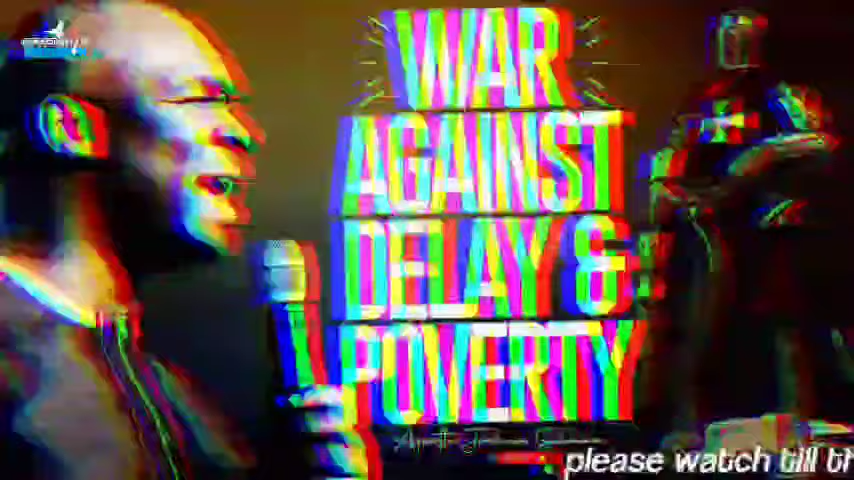 WAR
AGAINST
DELAY &
POVERTY
please watch till th